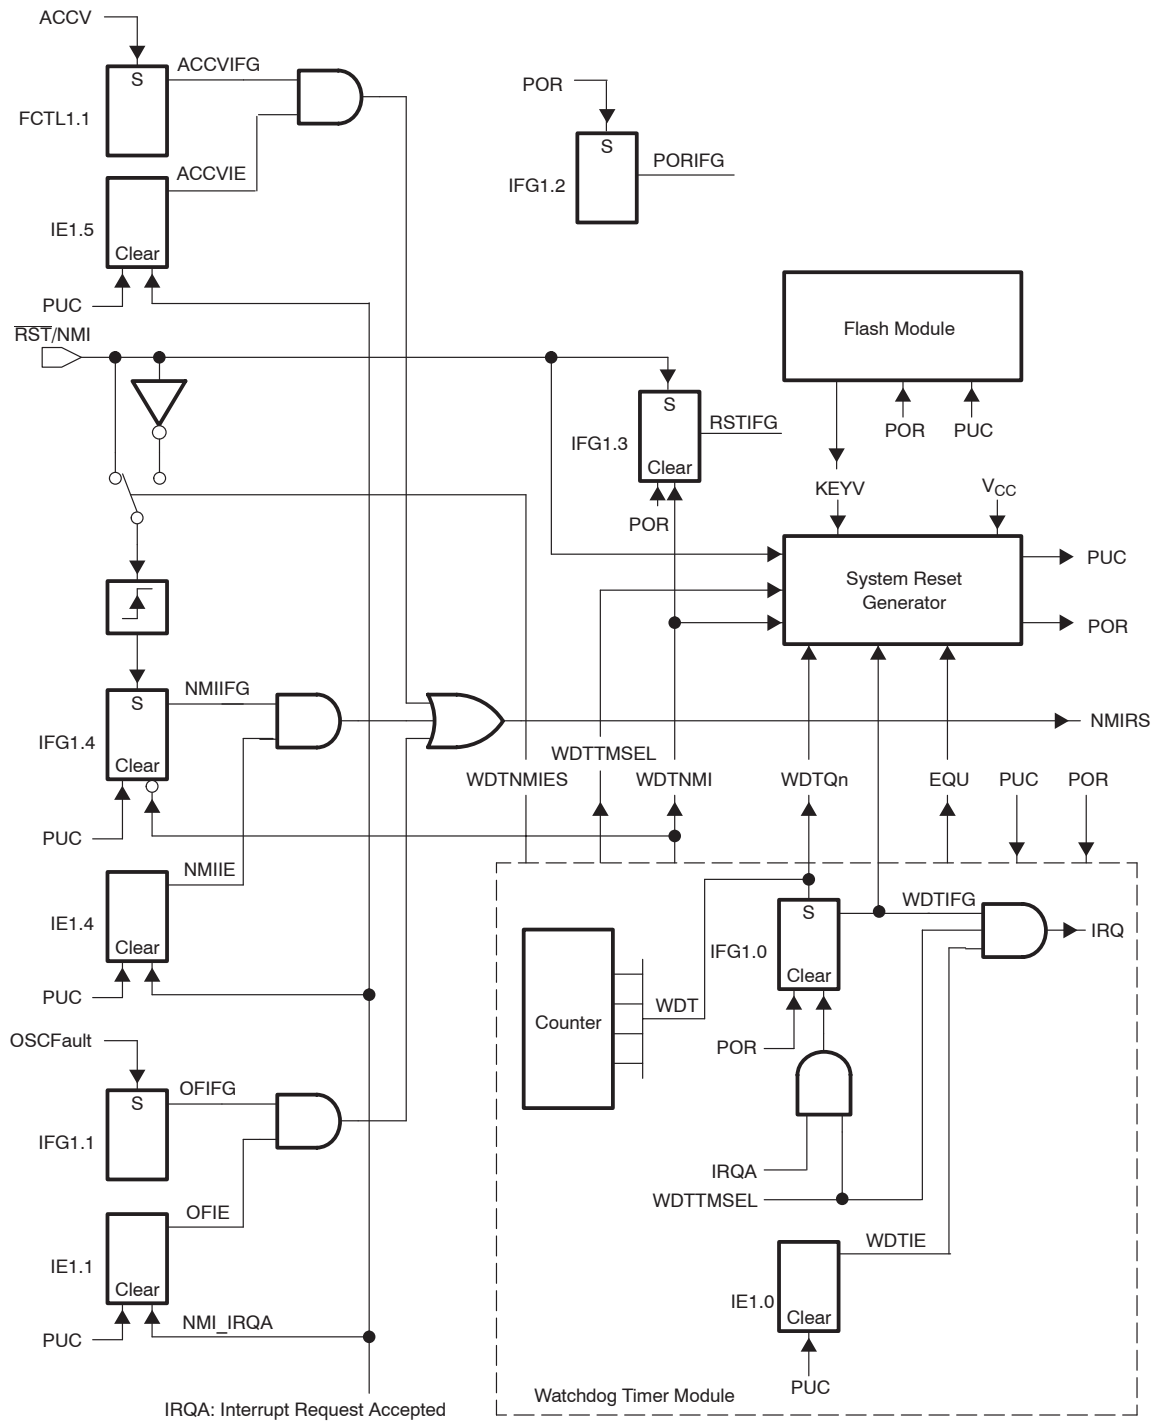 ACCV
S
ACCVIFG
FCTL1.1
ACCVIE
IE1.5
Clear
PUC
POR
S
PORIFG
IFG1.2
RST/NMI
Flash Module
POR
PUC
S
RSTIFG
IFG1.3
Clear
POR
KEYV
VCC
System Reset
Generator
PUC
POR
S
NMIIFG
IFG1.4
Clear
PUC
NMIRS
WDTTMSEL
WDTNMIES
WDTNMI
WDTQn
EQU
PUC
POR
NMIIE
IE1.4
Clear
PUC
S
WDTIFG
IRQ
IFG1.0
Clear
Counter
WDT
POR
OSCFault
S
OFIFG
IFG1.1
IRQA
WDTTMSEL
OFIE
IE1.1
Clear
NMI_IRQA
PUC
WDTIE
IE1.0
Clear
PUC
Watchdog Timer Module
IRQA: Interrupt Request Accepted